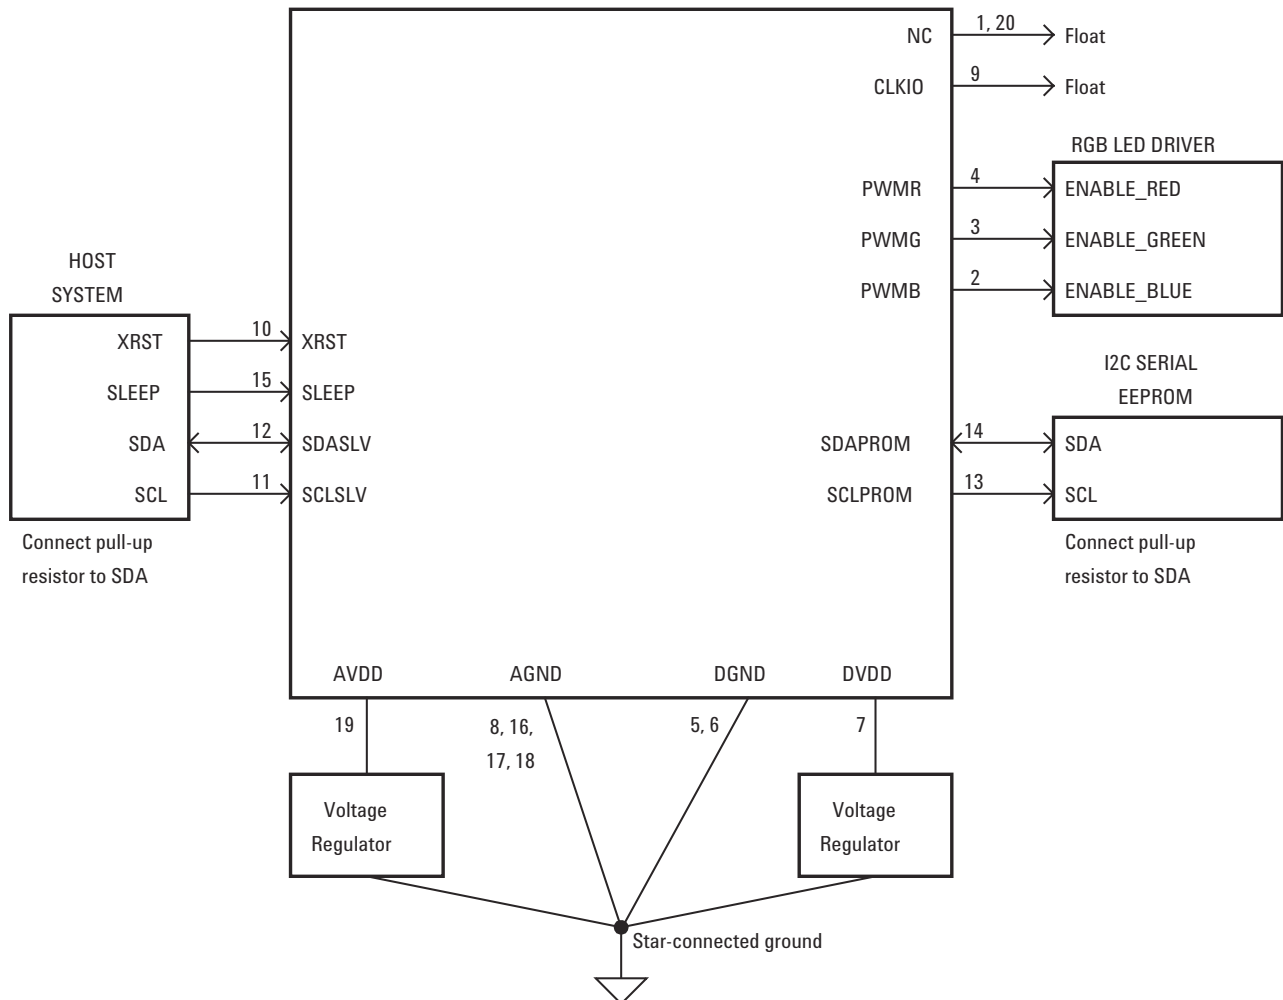 NC 1, 20 Float
CLKIO 9 Float
RGB LED DRIVER
PWMR 4 ENABLE_RED
PWMG 3 ENABLE_GREEN
PWMB 2 ENABLE_BLUE
HOST
SYSTEM
XRST 10 XRST
SLEEP 15 SLEEP
SDA 12 SDASLV
SCL 11 SCLSLV
Connect pull-up
resistor to SDA
I2C SERIAL
EEPROM
SDAPROM 14 SDA
SCLPROM 13 SCL
Connect pull-up
resistor to SDA
AVDD AGND DGND DVDD
19 8, 16, 5, 6 7
17, 18
Voltage
Regulator
Voltage
Regulator
Star-connected ground